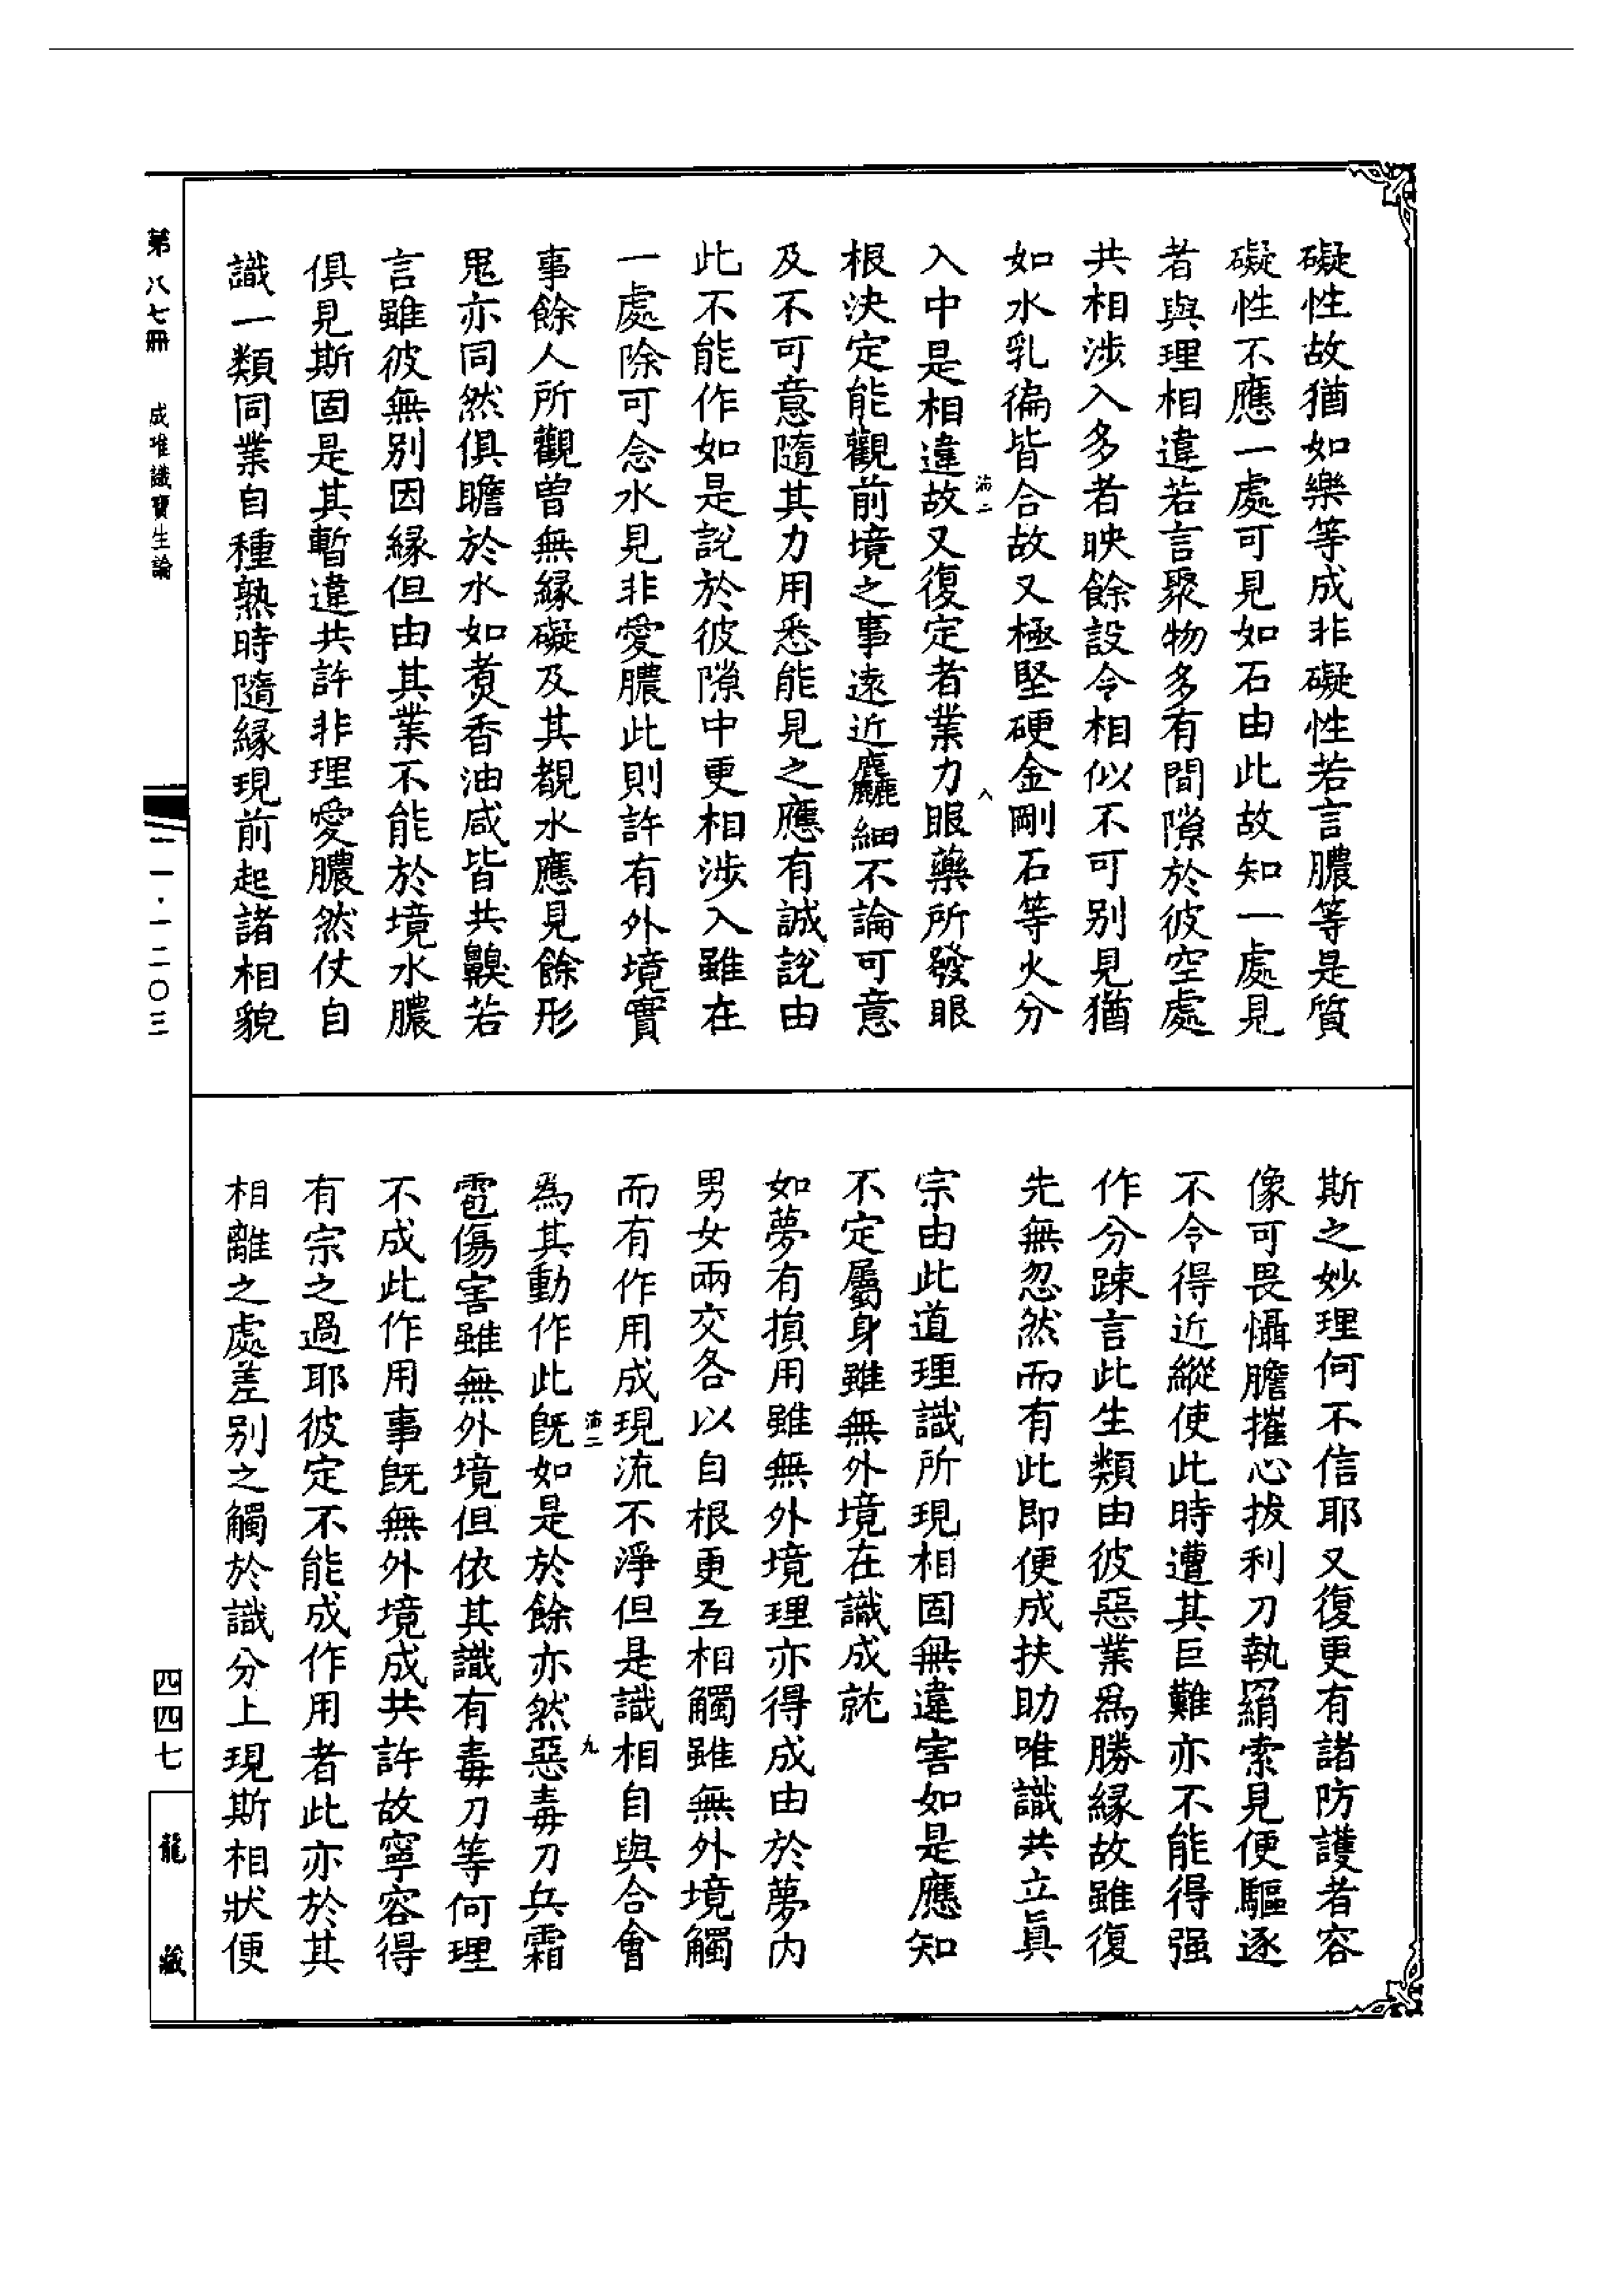 礙性故猶如樂等成非礙性若言膿等是質
礙性不應一處可見如石由此故知一處見
者與理相違若言聚物多有間隙於彼空處
共相涉入多者映餘設令相似不可別見猶
如水乳徧皆合故又極堅硬金剛石等火分
入中是相違故又復定者業力眼藥所發眼
根決定能觀前境之事遠近麤細不論可意
及不可意隨其力用悉能見之應有誠說由
此不能作如是說於彼隙中更相涉入雖在
一處除可念水見非愛膿此則許有外境實
事餘人所觀曾無緣礙及其覩水應見餘形
鬼亦同然俱瞻於水如煑香油咸皆共齅若
言雖彼無別因緣但由其業不能於境水膿
俱見斯固是其暫違共許非理愛膿然仗自
識一類同業自種熟時隨緣現前起諸相貌
斯之妙理何不信耶又復更有諸防護者容
像可畏懾膽摧心拔利刀執羂索見便驅逐
不令得近縱使此時遭其巨難亦不能得强
作分踈言此生類由彼惡業爲勝緣故雖復
先無忽然而有此即便成扶助唯識共立眞
宗由此道理識所現相固無違害如是應知
不定屬身雖無外境在識成就
如夢有損用雖無外境理亦得成由於夢内
男女兩交各以自根更互相觸雖無外境觸
而有作用成現流不淨但是識相自與合會
爲其動作此旣如是於餘亦然惡毒刀兵霜
雹傷害雖無外境但依其識有毒刀等何理
不成此作用事旣無外境成共許故寧容得
有宗之過耶彼定不能成作用者此亦於其
相離之處差別之觸於識分上現斯相狀便
第八七冊
成唯識寶生論
一一·一二〇三
四四七
龍藏
八
九